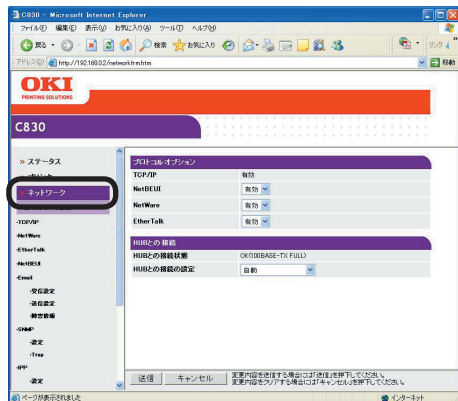 C830 - Microsoft Internet Explorer
ファイル(F) 編集(E) 表示(V) お気に入り(A) ツール(T) ヘルプ(H)
戻る 検索 お気に入り
アドレス(D) http://192.168.0.2/networkfrm.htm 移動
OKI
PRINTING SOLUTIONS
C830
» ステータス
» ネットワーク
-TCP/IP
-NetWare
-EtherTalk
-NetBEUI
-Email
-受信設定
-送信設定
-障害情報
-SNMP
-設定
-Trap
-IPP
-設定
プロトコルオプション
TCP/IP 有効
NetBEUI 有効
NetWare 有効
EtherTalk 有効
HUBとの接続
HUBとの接続状態 OK(100BASE-TX FULL)
HUBとの接続の設定 自動
送信 キャンセル
変更内容を送信する場合には「送信」を押下してください。
変更内容をクリアする場合には「キャンセル」を押下してください。
ページが表示されました インターネット